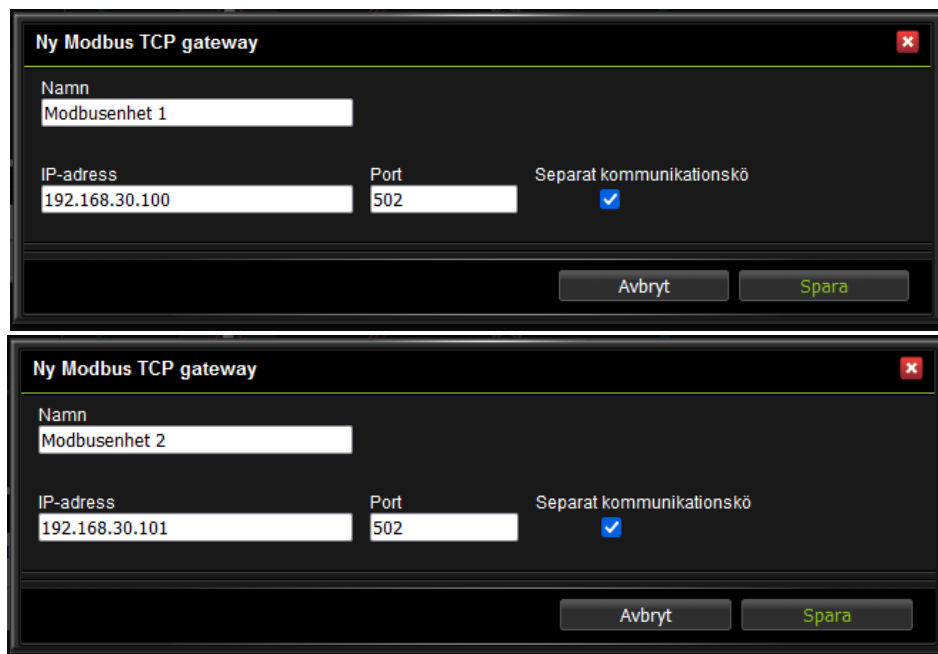 Ny Modbus TCP gateway
Namn
Modbusenhet 1
IP-adress Port Separat kommunikationskö
192.168.30.100 502
Avbryt Spara
Ny Modbus TCP gateway
Namn
Modbusenhet 2
IP-adress Port Separat kommunikationskö
192.168.30.101 502
Avbryt Spara